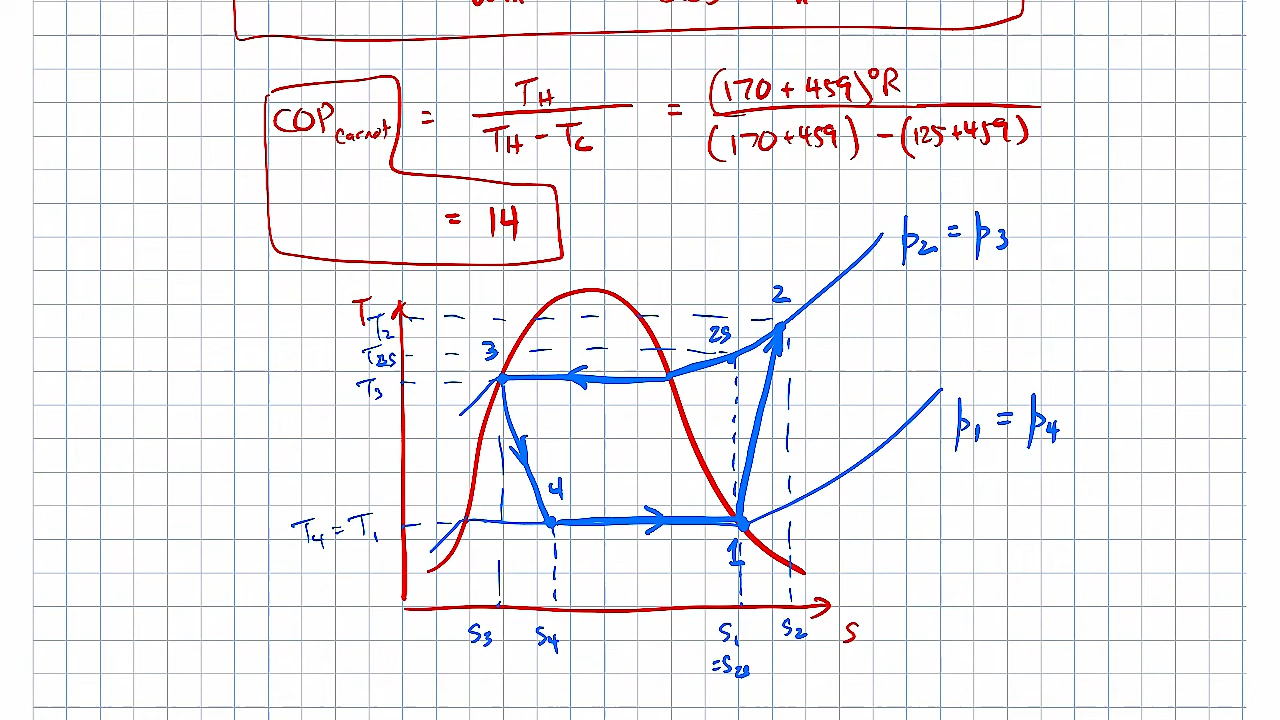 COP_Carnot = T_H / (T_H − T_C) = (170 + 459)°R / ((170 + 459) − (125 + 459))
= 14
p₂ = p₃
T
2
T₂
2s
T₂s
3
T₃
p₁ = p₄
4
T₄ = T₁
1
s₃ s₄ s₁ s₂ s
=s₂s